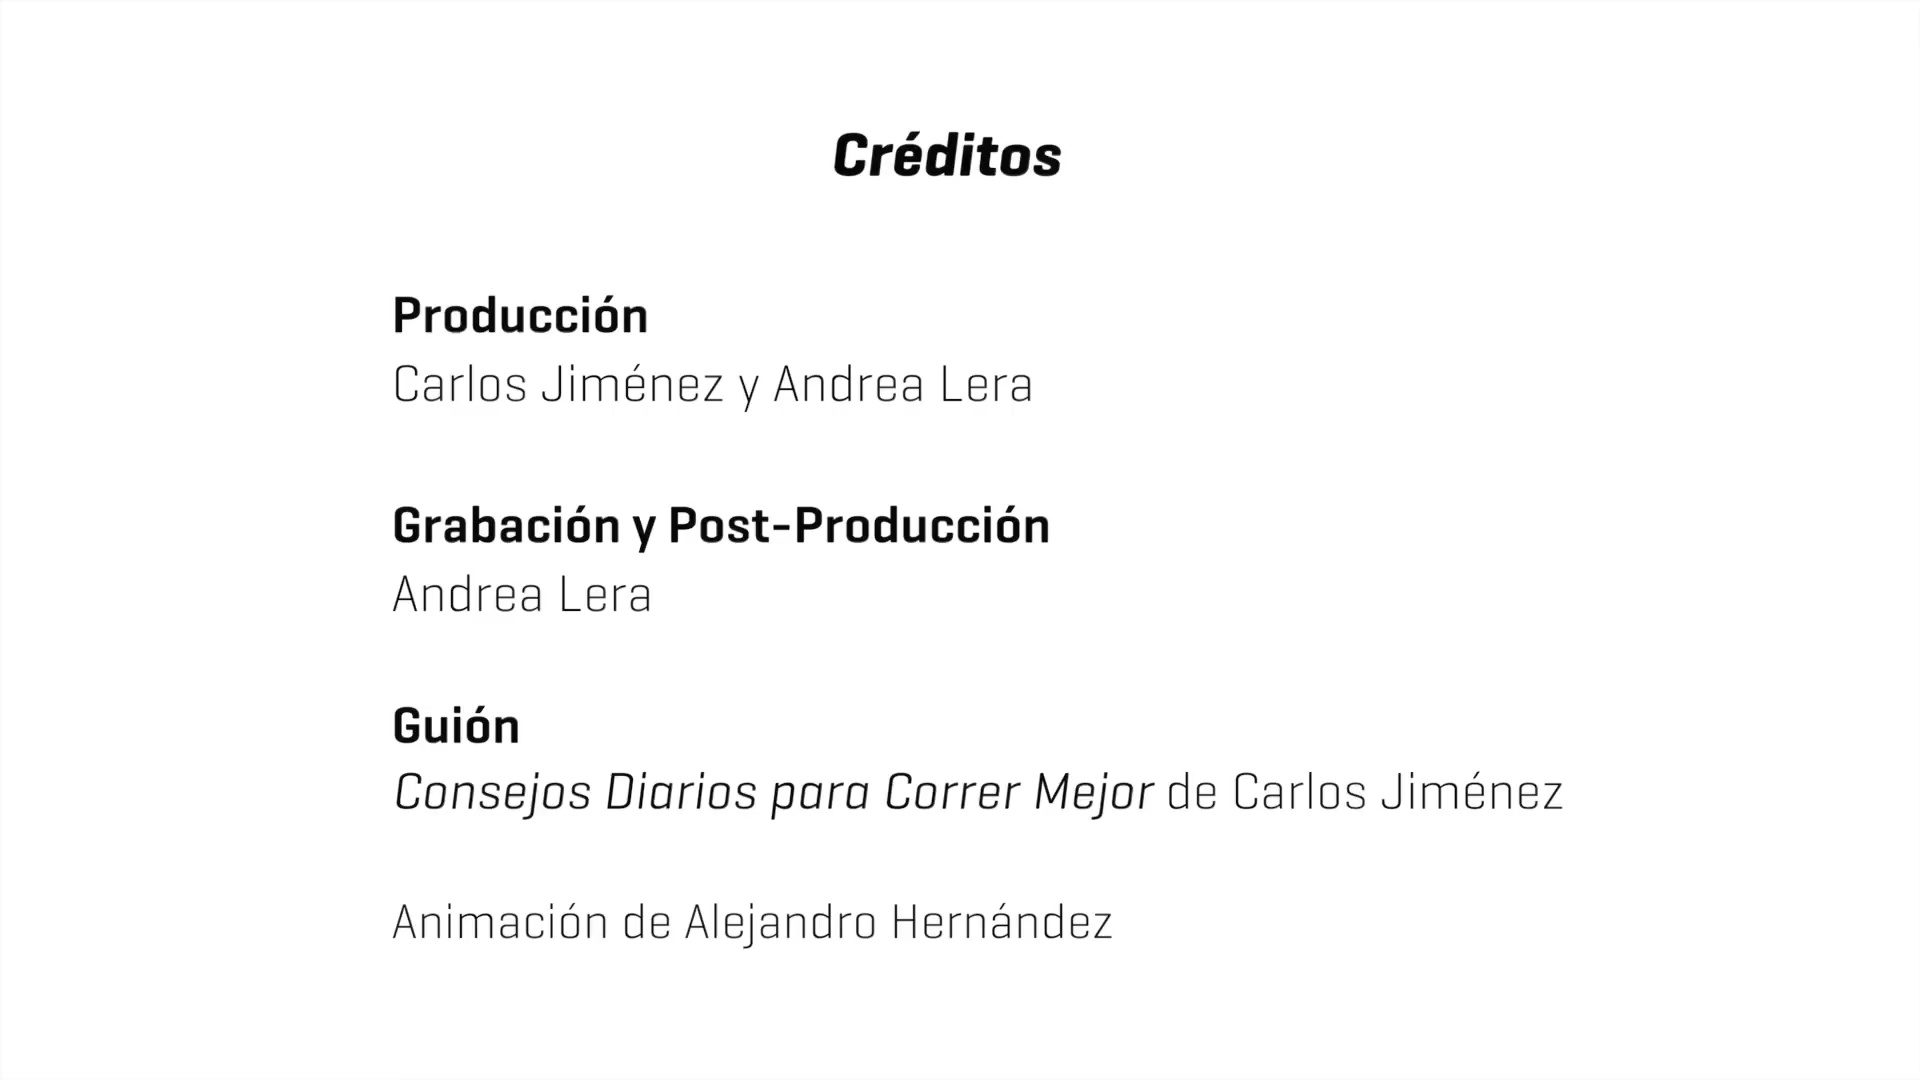 Créditos
Producción
Carlos Jiménez y Andrea Lera
Grabación y Post-Producción
Andrea Lera
Guión
Consejos Diarios para Correr Mejor de Carlos Jiménez
Animación de Alejandro Hernández